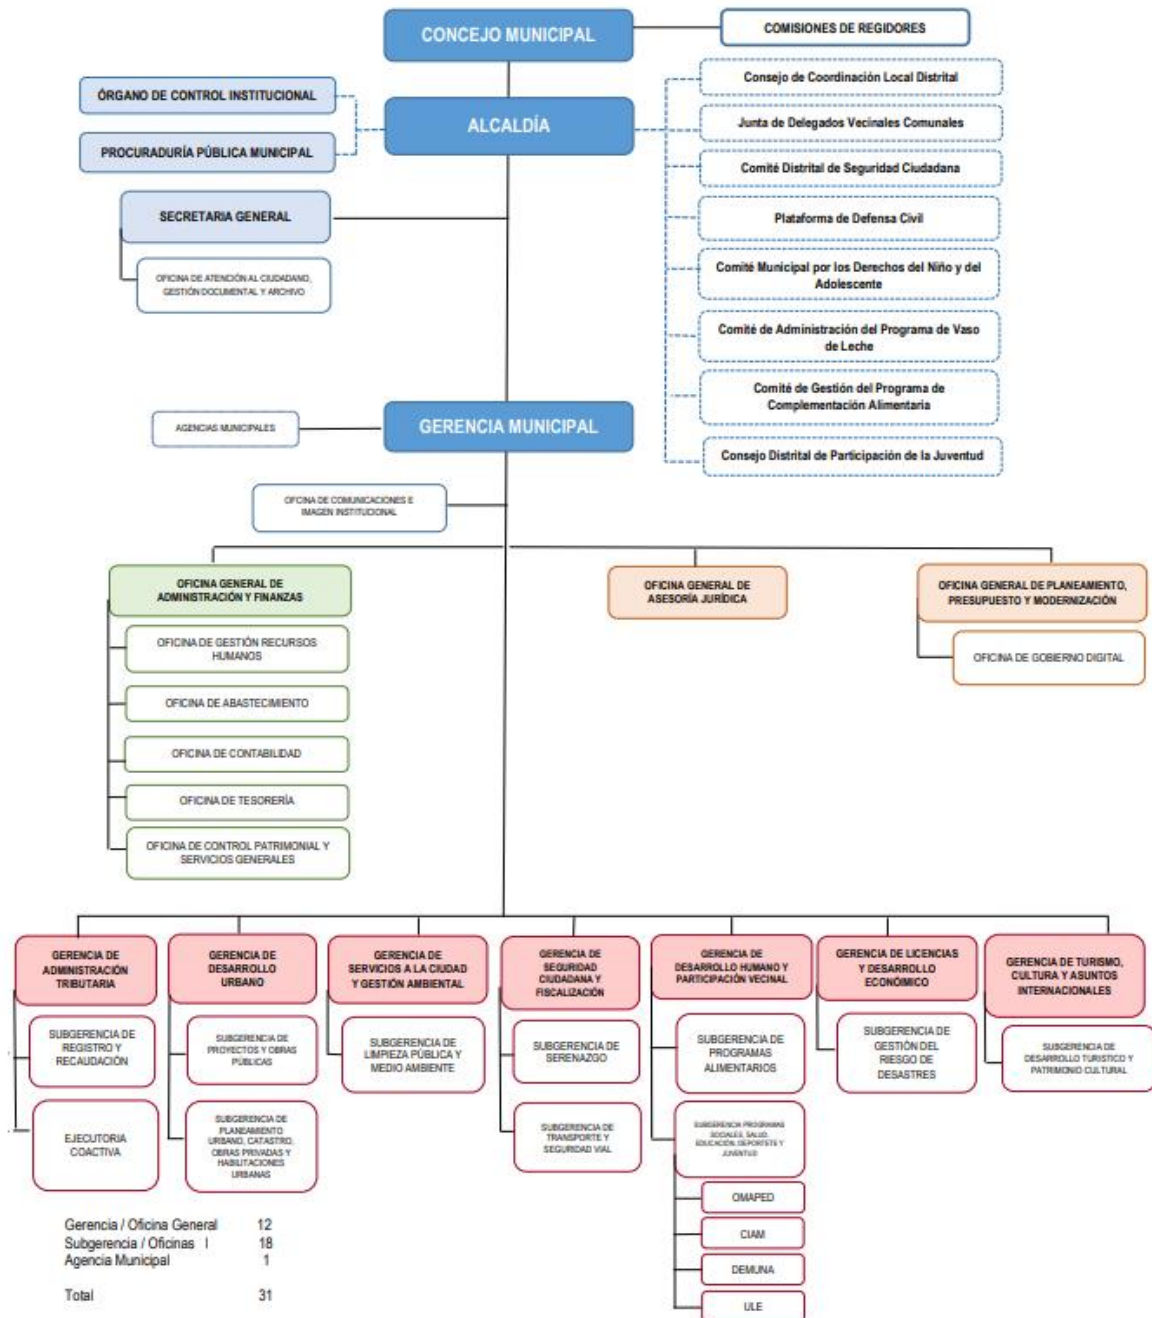 CONCEJO MUNICIPAL
COMISIONES DE REGIDORES
ÓRGANO DE CONTROL INSTITUCIONAL
PROCURADURÍA PÚBLICA MUNICIPAL
ALCALDÍA
Consejo de Coordinación Local Distrital
Junta de Delegados Vecinales Comunales
Comité Distrital de Seguridad Ciudadana
Plataforma de Defensa Civil
Comité Municipal por los Derechos del Niño y del
Adolescente
Comité de Administración del Programa de Vaso
de Leche
Comité de Gestión del Programa de
Complementación Alimentaria
Consejo Distrital de Participación de la Juventud
SECRETARIA GENERAL
OFICINA DE ATENCIÓN AL CIUDADANO,
GESTIÓN DOCUMENTAL Y ARCHIVO
AGENCIAS MUNICIPALES
GERENCIA MUNICIPAL
OFCINA DE COMUNICACIONES E
IMAGEN INSTITUCIONAL
OFICINA GENERAL DE
ADMINISTRACIÓN Y FINANZAS
OFICINA DE GESTIÓN RECURSOS
HUMANOS
OFICINA DE ABASTECIMIENTO
OFICINA DE CONTABILIDAD
OFICINA DE TESORERÍA
OFICINA DE CONTROL PATRIMONIAL Y
SERVICIOS GENERALES
OFICINA GENERAL DE
ASESORÍA JURÍDICA
OFICINA GENERAL DE PLANEAMIENTO,
PRESUPUESTO Y MODERNIZACIÓN
OFICINA DE GOBIERNO DIGITAL
GERENCIA DE
ADMINISTRACIÓN
TRIBUTARIA
SUBGERENCIA DE
REGISTRO Y
RECAUDACIÓN
EJECUTORIA
COACTIVA
GERENCIA DE
DESARROLLO
URBANO
SUBGERENCIA DE
PROYECTOS Y OBRAS
PÚBLICAS
SUBGERENCIA DE
PLANEAMIENTO
URBANO, CATASTRO,
OBRAS PRIVADAS Y
HABILITACIONES
URBANAS
GERENCIA DE
SERVICIOS A LA CIUDAD
Y GESTIÓN AMBIENTAL
SUBGERENCIA DE
LIMPIEZA PÚBLICA Y
MEDIO AMBIENTE
GERENCIA DE
SEGURIDAD
CIUDADANA Y
FISCALIZACIÓN
SUBGERENCIA DE
SERENAZGO
SUBGERENCIA DE
TRANSPORTE Y
SEGURIDAD VIAL
GERENCIA DE
DESARROLLO HUMANO Y
PARTICIPACIÓN VECINAL
SUBGERENCIA DE
PROGRAMAS
ALIMENTARIOS
SUBGERENCIA PROGRAMAS
SOCIALES, SALUD,
EDUCACIÓN, DEPORTETE Y
JUVENTUD
OMAPED
CIAM
DEMUNA
ULE
GERENCIA DE LICENCIAS
Y DESARROLLO
ECONÓIMICO
SUBGERENCIA DE
GESTIÓN DEL
RIESGO DE
DESASTRES
GERENCIA DE TURISMO,
CULTURA Y ASUNTOS
INTERNACIONALES
SUBGERENCIA DE
DESARROLLO TURISTICO Y
PATRIMONIO CULTURAL
Gerencia / Oficina General 12
Subgerencia / Oficinas I 18
Agencia Municipal 1
Total 31